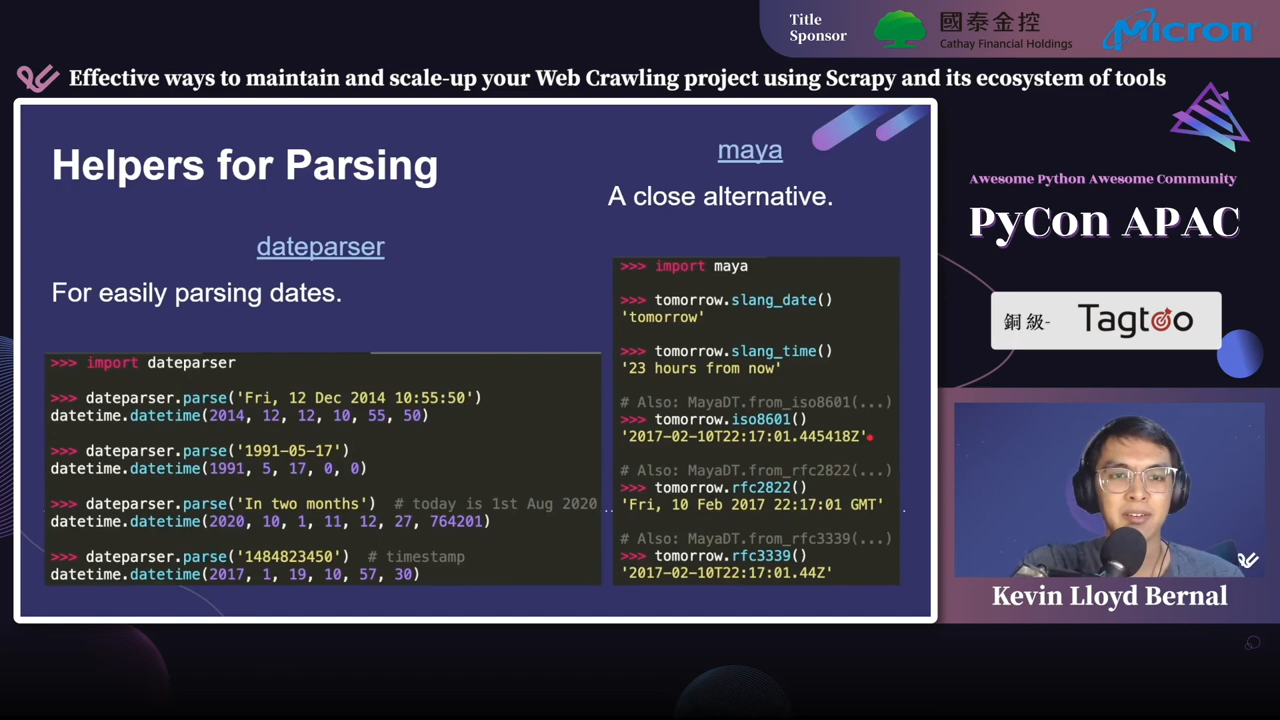 Title
Sponsor
國泰金控
Cathay Financial Holdings
Micron
Effective ways to maintain and scale-up your Web Crawling project using Scrapy and its ecosystem of tools
Helpers for Parsing
dateparser
For easily parsing dates.
>>> import dateparser
>>> dateparser.parse('Fri, 12 Dec 2014 10:55:50')
datetime.datetime(2014, 12, 12, 10, 55, 50)
>>> dateparser.parse('1991-05-17')
datetime.datetime(1991, 5, 17, 0, 0)
>>> dateparser.parse('In two months')  # today is 1st Aug 2020
datetime.datetime(2020, 10, 1, 11, 12, 27, 764201)
>>> dateparser.parse('1484823450')  # timestamp
datetime.datetime(2017, 1, 19, 10, 57, 30)
maya
A close alternative.
>>> import maya
>>> tomorrow.slang_date()
'tomorrow'
>>> tomorrow.slang_time()
'23 hours from now'
# Also: MayaDT.from_iso8601(...)
>>> tomorrow.iso8601()
'2017-02-10T22:17:01.445418Z'
# Also: MayaDT.from_rfc2822(...)
>>> tomorrow.rfc2822()
'Fri, 10 Feb 2017 22:17:01 GMT'
# Also: MayaDT.from_rfc3339(...)
>>> tomorrow.rfc3339()
'2017-02-10T22:17:01.44Z'
Awesome Python Awesome Community
PyCon APAC
銅級- Tagtoo
Kevin Lloyd Bernal